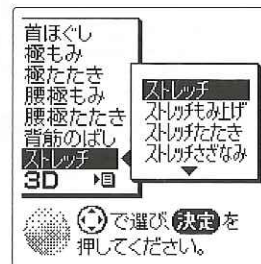 首ほぐし
極もみ
極たたき
腰極もみ
腰極たたき
背筋のばし
ストレッチ
3D
ストレッチ
ストレッチもみ上げ
ストレッチたたき
ストレッチさざなみ
で選び、決定を
押してください。